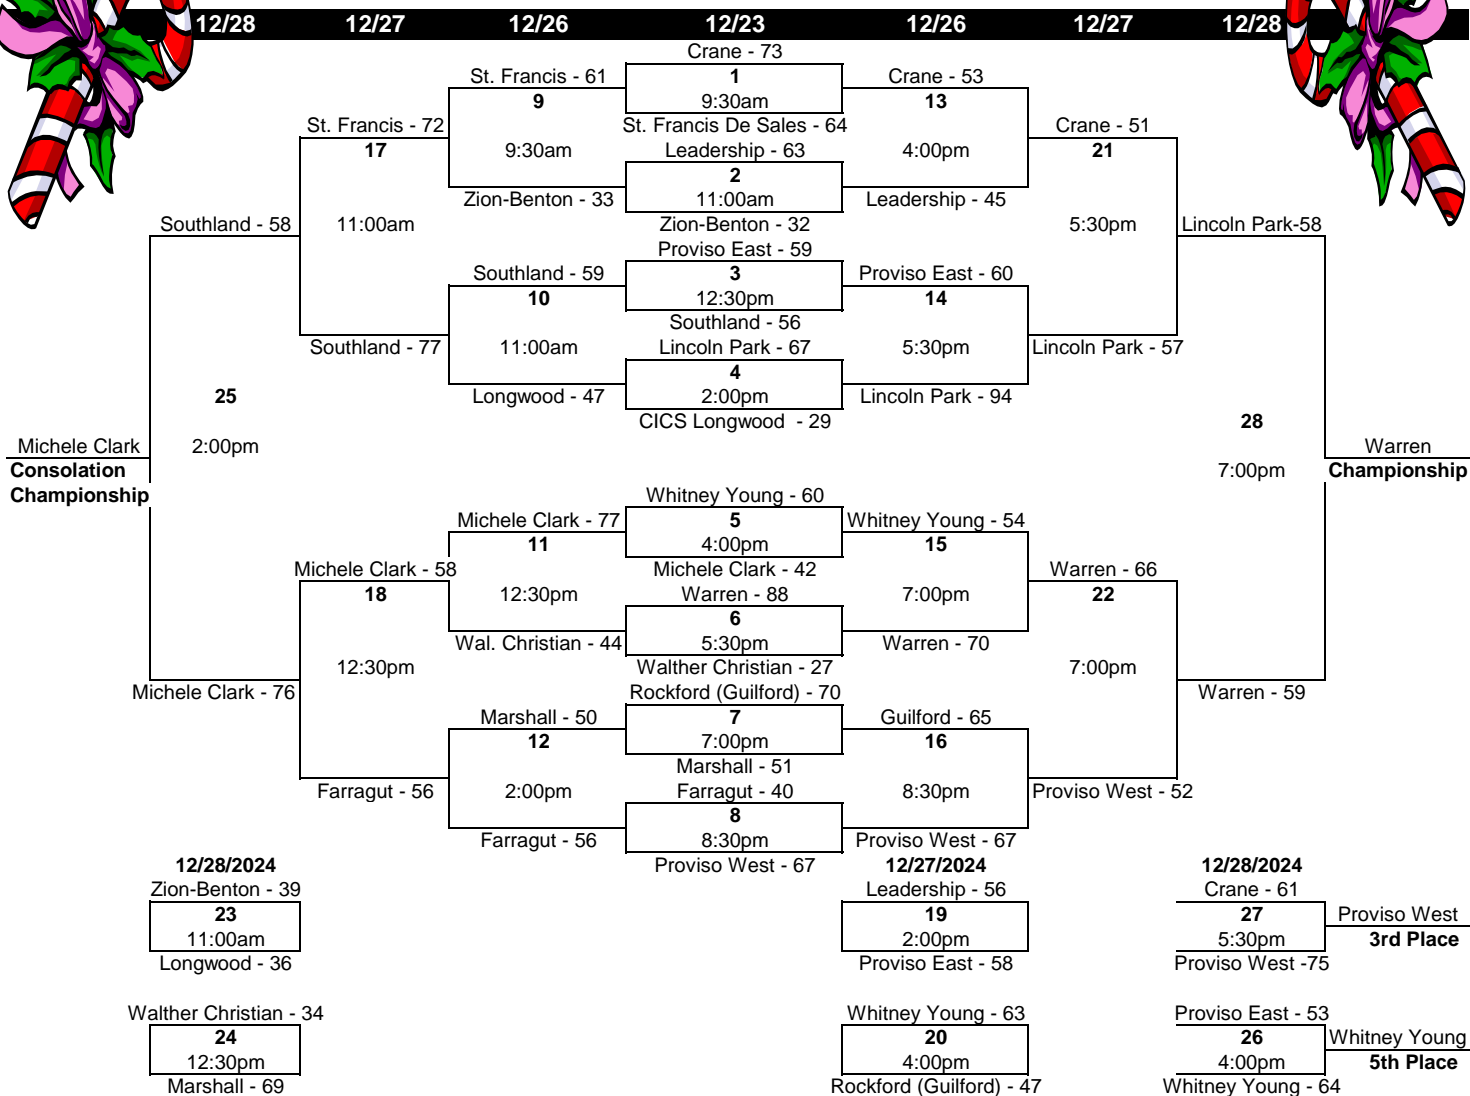 12/28 12/27 12/26 12/23 12/26 12/27 12/28
Crane - 73
St. Francis - 61 1 Crane - 53
9 9:30am 13
St. Francis - 72 St. Francis De Sales - 64 Crane - 51
17 9:30am Leadership - 63 4:00pm 21
2
Zion-Benton - 33 11:00am Leadership - 45
Southland - 58 11:00am Zion-Benton - 32 5:30pm Lincoln Park-58
Proviso East - 59
Southland - 59 3 Proviso East - 60
10 12:30pm 14
Southland - 56
Southland - 77 11:00am Lincoln Park - 67 5:30pm Lincoln Park - 57
4
25 Longwood - 47 2:00pm Lincoln Park - 94
CICS Longwood - 29 28
Michele Clark 2:00pm Warren
Consolation 7:00pm Championship
Championship Whitney Young - 60
Michele Clark - 77 5 Whitney Young - 54
11 4:00pm 15
Michele Clark - 58 Michele Clark - 42 Warren - 66
18 12:30pm Warren - 88 7:00pm 22
6
Wal. Christian - 44 5:30pm Warren - 70
12:30pm Walther Christian - 27 7:00pm
Michele Clark - 76 Rockford (Guilford) - 70 Warren - 59
Marshall - 50 7 Guilford - 65
12 7:00pm 16
Marshall - 51
Farragut - 56 2:00pm Farragut - 40 8:30pm Proviso West - 52
8
Farragut - 56 8:30pm Proviso West - 67
12/28/2024 Proviso West - 67 12/27/2024 12/28/2024
Zion-Benton - 39 Leadership - 56 Crane - 61
23 19 27 Proviso West
11:00am 2:00pm 5:30pm 3rd Place
Longwood - 36 Proviso East - 58 Proviso West -75
Walther Christian - 34 Whitney Young - 63 Proviso East - 53
24 20 26 Whitney Young
12:30pm 4:00pm 4:00pm 5th Place
Marshall - 69 Rockford (Guilford) - 47 Whitney Young - 64